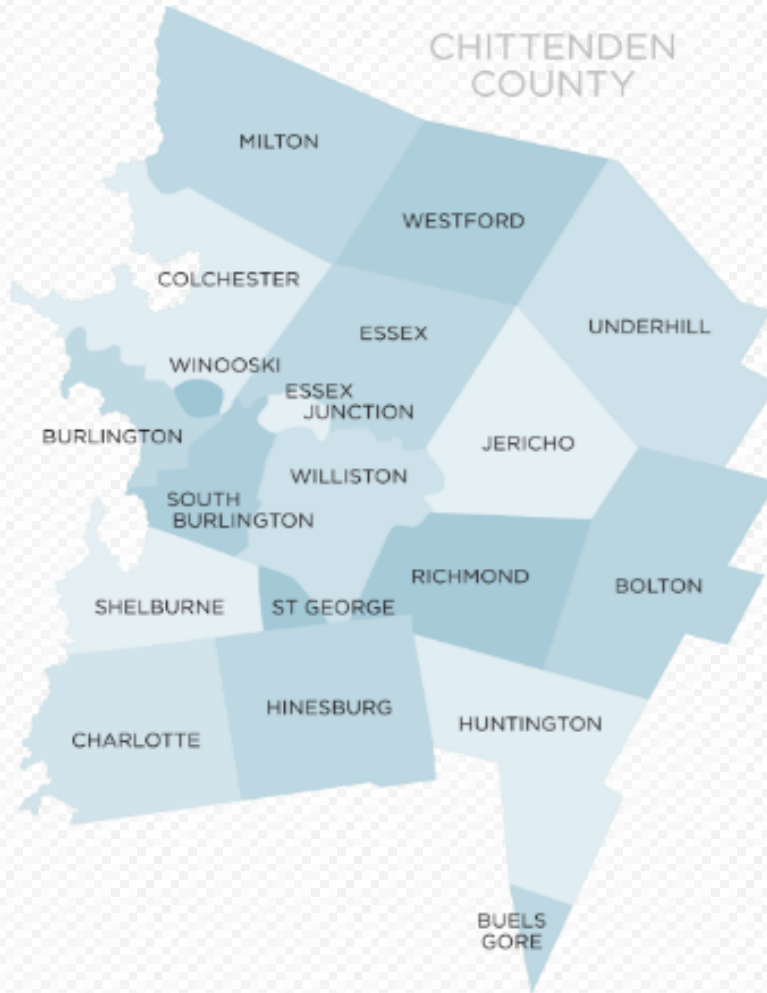 CHITTENDEN
COUNTY
MILTON
WESTFORD
COLCHESTER
UNDERHILL
ESSEX
WINOOSKI
ESSEX
JUNCTION
BURLINGTON
JERICHO
WILLISTON
SOUTH
BURLINGTON
RICHMOND
BOLTON
SHELBURNE
ST GEORGE
HINESBURG
HUNTINGTON
CHARLOTTE
BUELS
GORE